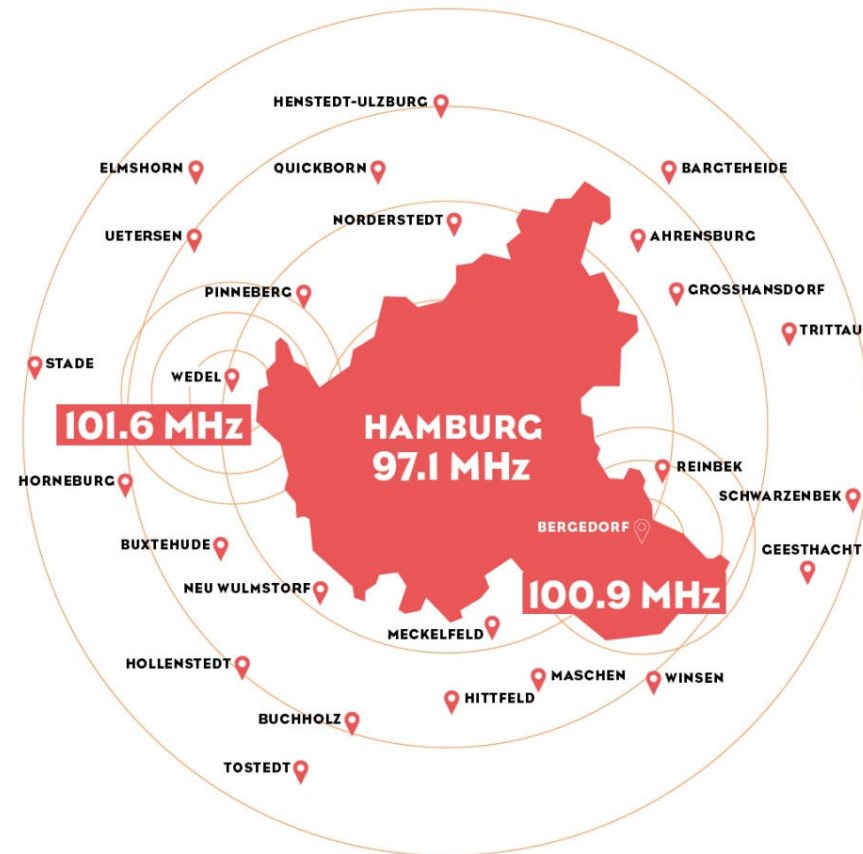 HENSTEDT-ULZBURG
ELMSHORN
QUICKBORN
BARGTEHEIDE
NORDERSTEDT
UETERSEN
AHRENSBURG
PINNEBERG
GROSSHANSDORF
TRITTAU
STADE
WEDEL
101.6 MHz
HAMBURG
97.1 MHz
REINBEK
HORNEBURG
SCHWARZENBEK
BERGEDORF
BUXTEHUDE
GEESTHACHT
NEU WULMSTORF
100.9 MHz
MECKELFELD
HOLLENSTEDT
MASCHEN
WINSEN
HITTFELD
BUCHHOLZ
TOSTEDT